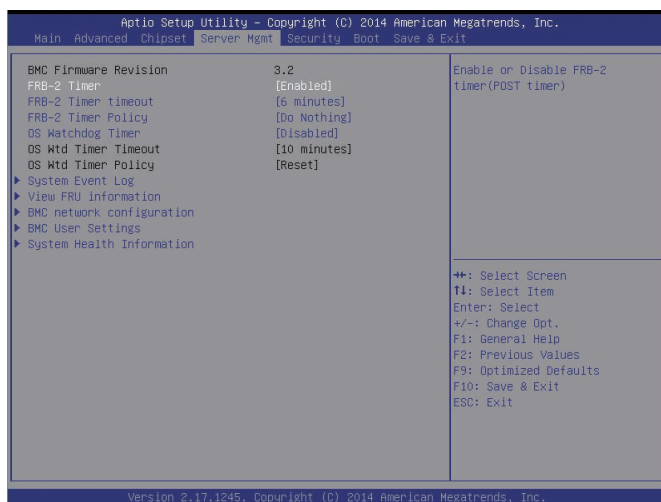 Aptio Setup Utility – Copyright (C) 2014 American Megatrends, Inc.
Main Advanced Chipset Server Mgmt Security Boot Save & Exit
BMC Firmware Revision 3.2
FRB-2 Timer [Enabled]
FRB-2 Timer timeout [6 minutes]
FRB-2 Timer Policy [Do Nothing]
OS Watchdog Timer [Disabled]
OS Wtd Timer Timeout [10 minutes]
OS Wtd Timer Policy [Reset]
System Event Log
View FRU information
BMC network configuration
BMC User Settings
System Health Information
Enable or Disable FRB-2
timer(POST timer)
→←: Select Screen
↑↓: Select Item
Enter: Select
+/-: Change Opt.
F1: General Help
F2: Previous Values
F9: Optimized Defaults
F10: Save & Exit
ESC: Exit
Version 2.17.1245. Copyright (C) 2014 American Megatrends, Inc.